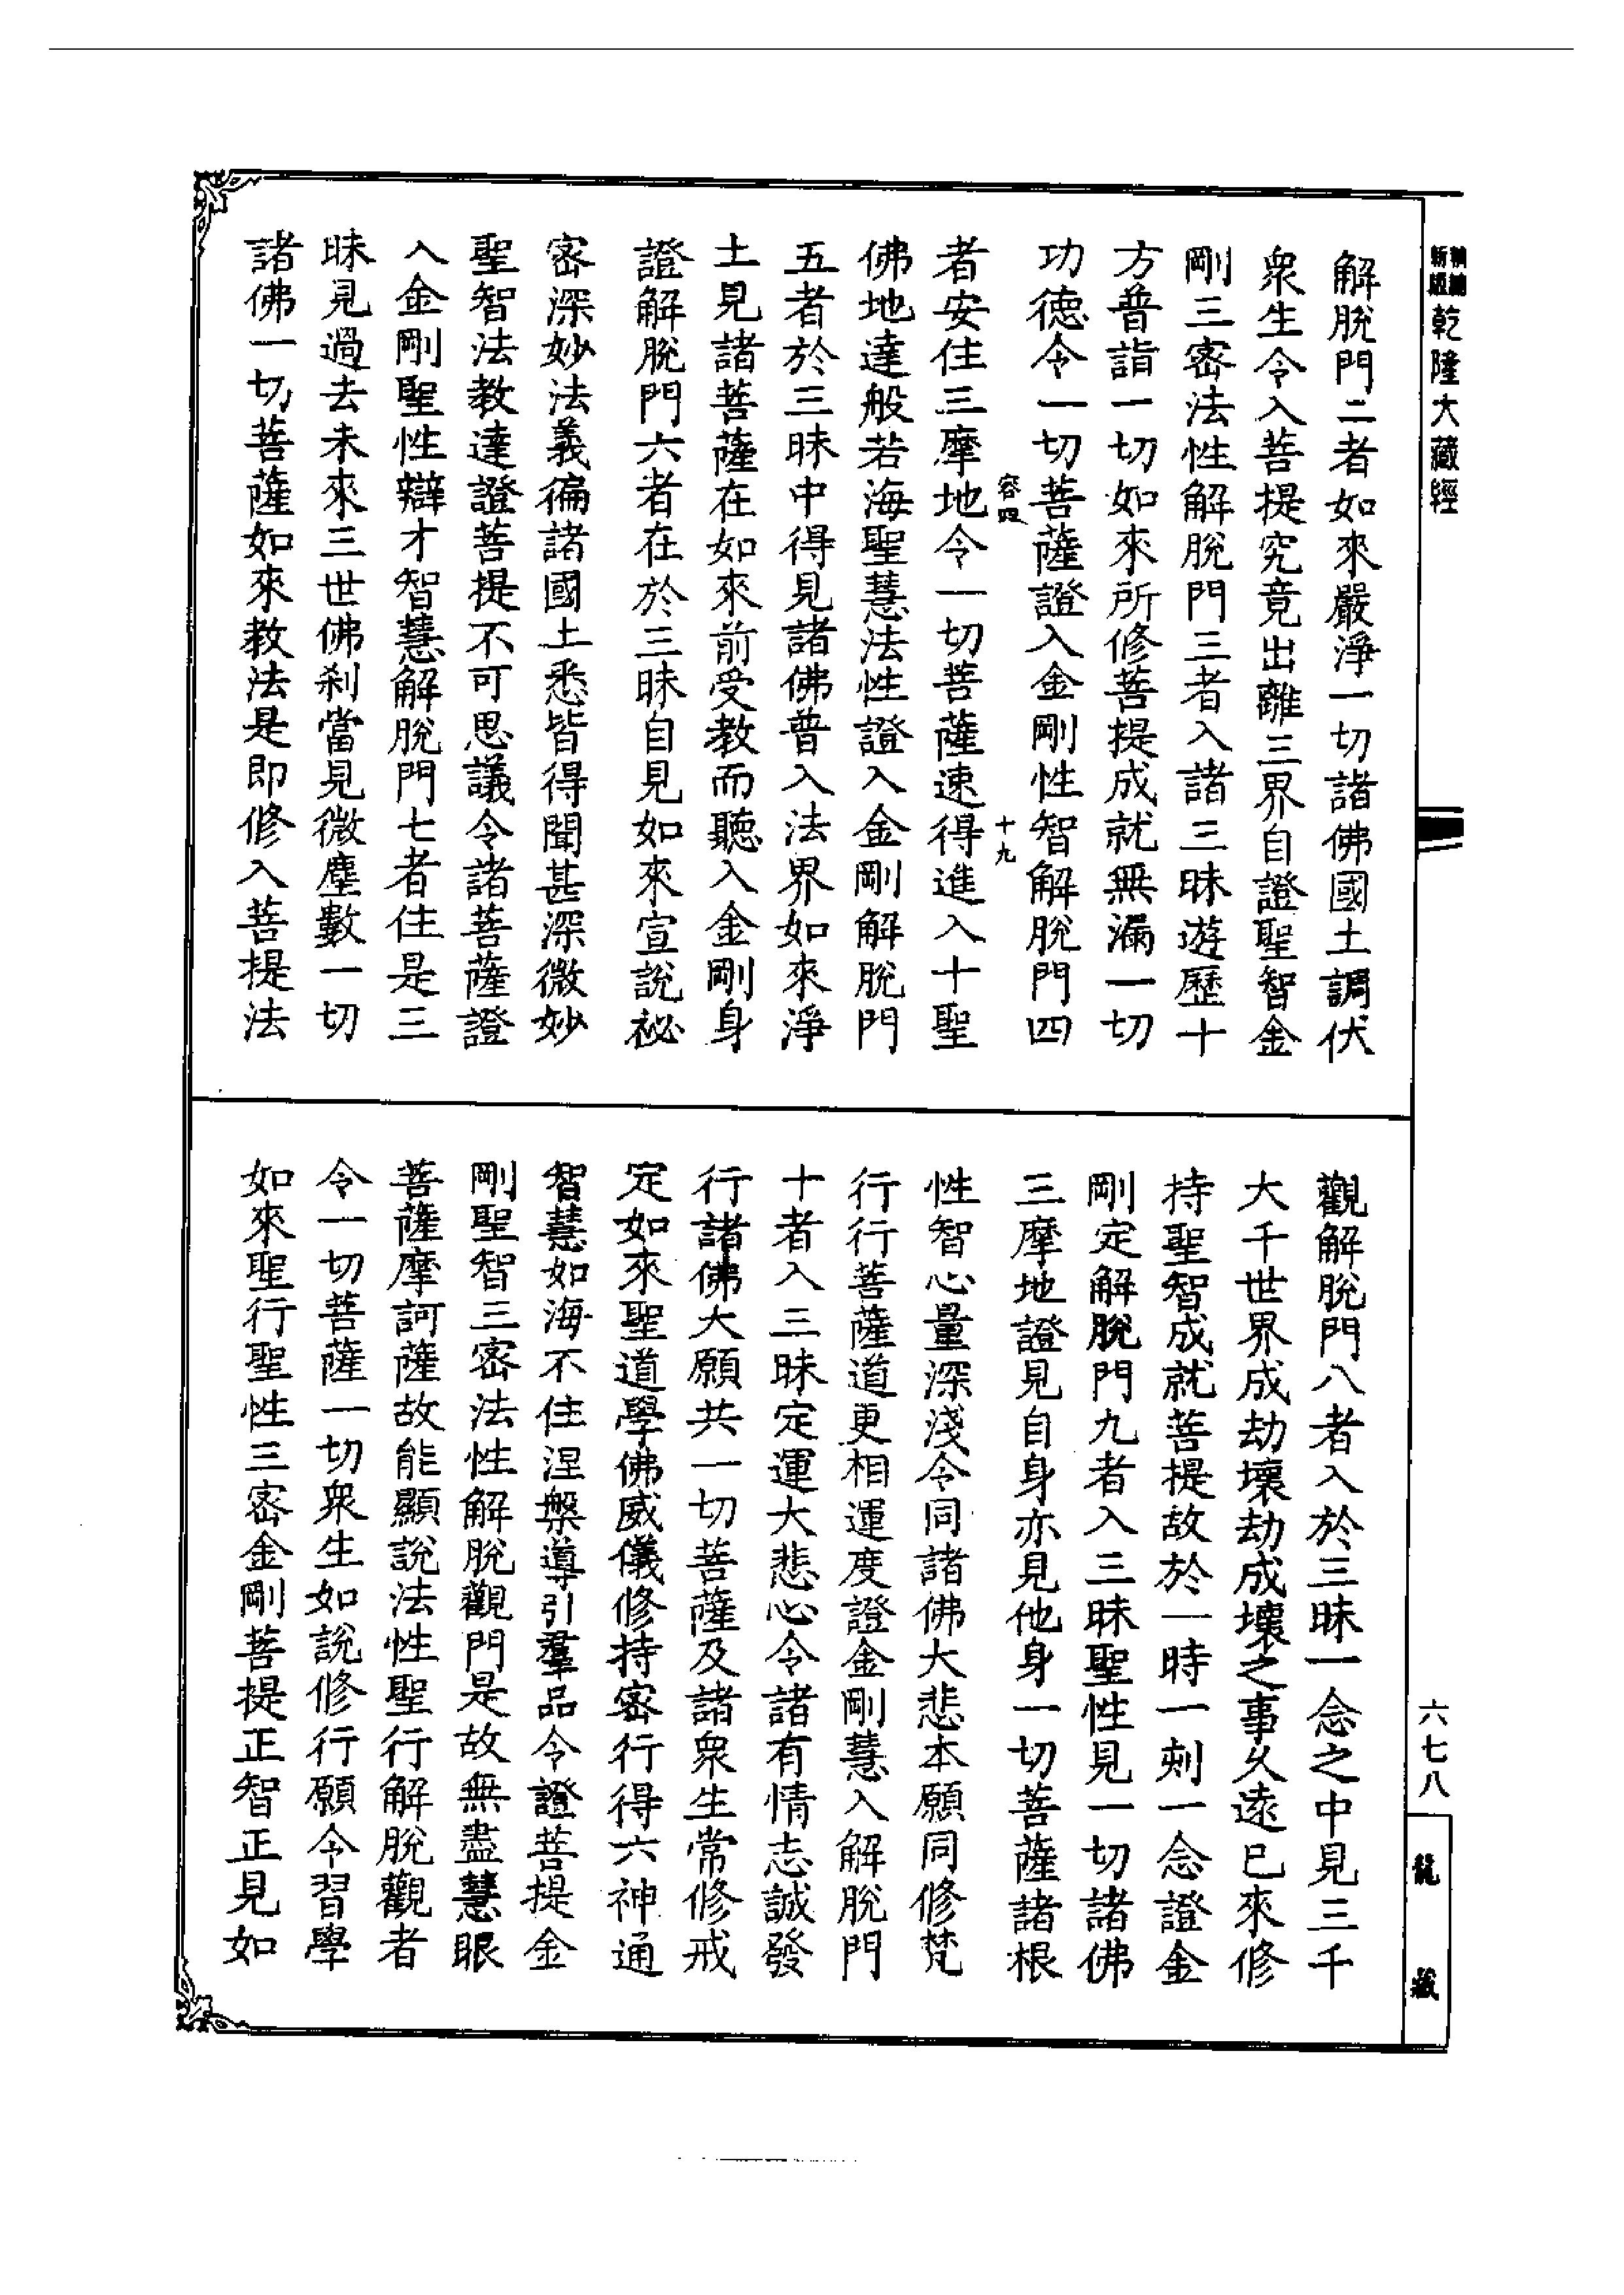 乾隆大藏經
解脫門二者如來嚴淨一切諸佛國土調伏
衆生令入菩提究竟出離三界自證聖智金
剛三密法性解脫門三者入諸三昧遊歷十
方普詣一切如來所修菩提成就無漏一切
功德令一切菩薩證入金剛性智解脫門四
十九
者安住三摩地令一切菩薩速得進入十聖
佛地達般若海聖慧法性證入金剛解脫門
五者於三昧中得見諸佛普入法界如來淨
土見諸菩薩在如來前受教而聽入金剛身
證解脫門六者在於三昧自見如來宣說祕
密深妙法義徧諸國土悉皆得聞甚深微妙
聖智法教達證菩提不可思議令諸菩薩證
入金剛聖性辯才智慧解脫門七者住是三
昧見過去未來三世佛刹當見微塵數一切
諸佛一切菩薩如來教法是即修入菩提法
觀解脫門八者入於三昧一念之中見三千
大千世界成劫壞劫成壞之事久遠已來修
持聖智成就菩提故於一時一刹一念證金
剛定解脫門九者入三昧聖性見一切諸佛
三摩地證見自身亦見他身一切菩薩諸根
性智心量深淺令同諸佛大悲本願同修梵
行行菩薩道更相運度證金剛慧入解脫門
十者入三昧定運大悲心令諸有情志誠發
行諸佛大願共一切菩薩及諸衆生常修戒
定如來聖道學佛威儀修持密行得六神通
智慧如海不住涅槃導引羣品令證菩提金
剛聖智三密法性解脫觀門是故無盡慧眼
菩薩摩訶薩故能顯說法性聖行解脫觀者
令一切菩薩一切衆生如說修行願令習學
如來聖行聖性三密金剛菩提正智正見如
六七八
龍藏